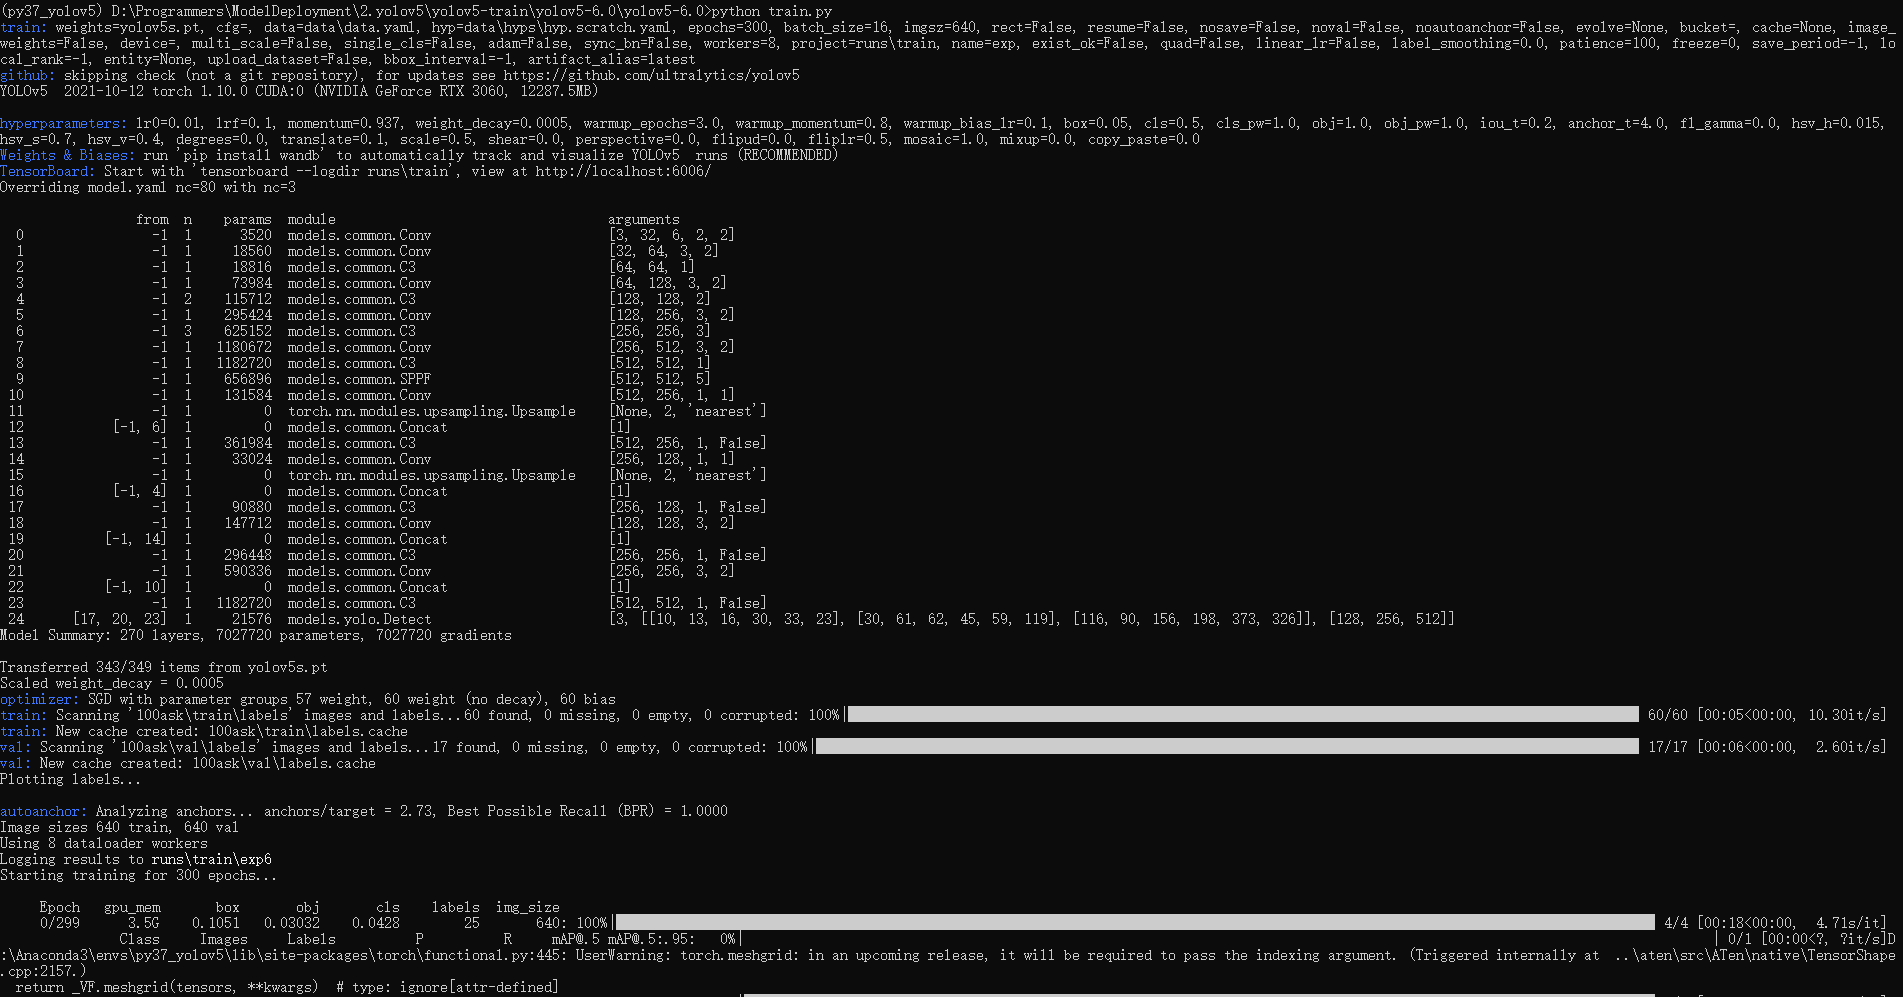 (py37_yolov5) D:\Programmers\ModelDeployment\2.yolov5\yolov5-train\yolov5-6.0\yolov5-6.0>python train.py
train: weights=yolov5s.pt, cfg=, data=data\data.yaml, hyp=data\hyps\hyp.scratch.yaml, epochs=300, batch_size=16, imgsz=640, rect=False, resume=False, nosave=False, noval=False, noautoanchor=False, evolve=None, bucket=, cache=None, image_
weights=False, device=, multi_scale=False, single_cls=False, adam=False, sync_bn=False, workers=8, project=runs\train, name=exp, exist_ok=False, quad=False, linear_lr=False, label_smoothing=0.0, patience=100, freeze=0, save_period=-1, lo
cal_rank=-1, entity=None, upload_dataset=False, bbox_interval=-1, artifact_alias=latest
github: skipping check (not a git repository), for updates see https://github.com/ultralytics/yolov5
YOLOv5  2021-10-12 torch 1.10.0 CUDA:0 (NVIDIA GeForce RTX 3060, 12287.5MB)
hyperparameters: lr0=0.01, lrf=0.1, momentum=0.937, weight_decay=0.0005, warmup_epochs=3.0, warmup_momentum=0.8, warmup_bias_lr=0.1, box=0.05, cls=0.5, cls_pw=1.0, obj=1.0, obj_pw=1.0, iou_t=0.2, anchor_t=4.0, fl_gamma=0.0, hsv_h=0.015,
hsv_s=0.7, hsv_v=0.4, degrees=0.0, translate=0.1, scale=0.5, shear=0.0, perspective=0.0, flipud=0.0, fliplr=0.5, mosaic=1.0, mixup=0.0, copy_paste=0.0
Weights & Biases: run 'pip install wandb' to automatically track and visualize YOLOv5  runs (RECOMMENDED)
TensorBoard: Start with 'tensorboard --logdir runs\train', view at http://localhost:6006/
Overriding model.yaml nc=80 with nc=3
from  n    params  module                                  arguments
0                -1  1      3520  models.common.Conv                      [3, 32, 6, 2, 2]
1                -1  1     18560  models.common.Conv                      [32, 64, 3, 2]
2                -1  1     18816  models.common.C3                        [64, 64, 1]
3                -1  1     73984  models.common.Conv                      [64, 128, 3, 2]
4                -1  2    115712  models.common.C3                        [128, 128, 2]
5                -1  1    295424  models.common.Conv                      [128, 256, 3, 2]
6                -1  3    625152  models.common.C3                        [256, 256, 3]
7                -1  1   1180672  models.common.Conv                      [256, 512, 3, 2]
8                -1  1   1182720  models.common.C3                        [512, 512, 1]
9                -1  1    656896  models.common.SPPF                      [512, 512, 5]
10                -1  1    131584  models.common.Conv                      [512, 256, 1, 1]
11                -1  1         0  torch.nn.modules.upsampling.Upsample    [None, 2, 'nearest']
12           [-1, 6]  1         0  models.common.Concat                    [1]
13                -1  1    361984  models.common.C3                        [512, 256, 1, False]
14                -1  1     33024  models.common.Conv                      [256, 128, 1, 1]
15                -1  1         0  torch.nn.modules.upsampling.Upsample    [None, 2, 'nearest']
16           [-1, 4]  1         0  models.common.Concat                    [1]
17                -1  1     90880  models.common.C3                        [256, 128, 1, False]
18                -1  1    147712  models.common.Conv                      [128, 128, 3, 2]
19          [-1, 14]  1         0  models.common.Concat                    [1]
20                -1  1    296448  models.common.C3                        [256, 256, 1, False]
21                -1  1    590336  models.common.Conv                      [256, 256, 3, 2]
22          [-1, 10]  1         0  models.common.Concat                    [1]
23                -1  1   1182720  models.common.C3                        [512, 512, 1, False]
24      [17, 20, 23]  1     21576  models.yolo.Detect                      [3, [[10, 13, 16, 30, 33, 23], [30, 61, 62, 45, 59, 119], [116, 90, 156, 198, 373, 326]], [128, 256, 512]]
Model Summary: 270 layers, 7027720 parameters, 7027720 gradients
Transferred 343/349 items from yolov5s.pt
Scaled weight_decay = 0.0005
optimizer: SGD with parameter groups 57 weight, 60 weight (no decay), 60 bias
train: Scanning '100ask\train\labels' images and labels...60 found, 0 missing, 0 empty, 0 corrupted: 100%| 60/60 [00:05<00:00, 10.30it/s]
train: New cache created: 100ask\train\labels.cache
val: Scanning '100ask\val\labels' images and labels...17 found, 0 missing, 0 empty, 0 corrupted: 100%| 17/17 [00:06<00:00,  2.60it/s]
val: New cache created: 100ask\val\labels.cache
Plotting labels...
autoanchor: Analyzing anchors... anchors/target = 2.73, Best Possible Recall (BPR) = 1.0000
Image sizes 640 train, 640 val
Using 8 dataloader workers
Logging results to runs\train\exp6
Starting training for 300 epochs...
Epoch   gpu_mem       box       obj       cls    labels  img_size
0/299      3.5G    0.1051   0.03032    0.0428        25       640: 100%| 4/4 [00:18<00:00,  4.71s/it]
Class     Images     Labels          P          R     mAP@.5 mAP@.5:.95:   0%| | 0/1 [00:00<?, ?it/s]D
:\Anaconda3\envs\py37_yolov5\lib\site-packages\torch\functional.py:445: UserWarning: torch.meshgrid: in an upcoming release, it will be required to pass the indexing argument. (Triggered internally at  ..\aten\src\ATen\native\TensorShape
.cpp:2157.)
return _VF.meshgrid(tensors, **kwargs)  # type: ignore[attr-defined]